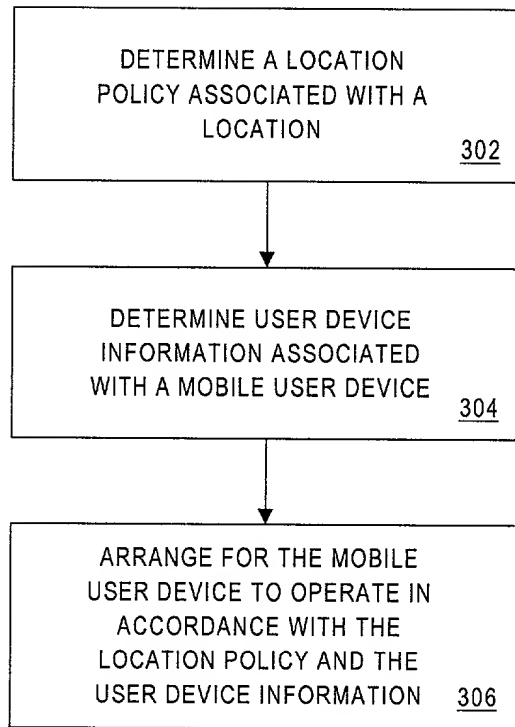 DETERMINE A LOCATION
POLICY ASSOCIATED WITH A
LOCATION
302
DETERMINE USER DEVICE
INFORMATION ASSOCIATED
WITH A MOBILE USER DEVICE
304
ARRANGE FOR THE MOBILE
USER DEVICE TO OPERATE IN
ACCORDANCE WITH THE
LOCATION POLICY AND THE
USER DEVICE INFORMATION
306